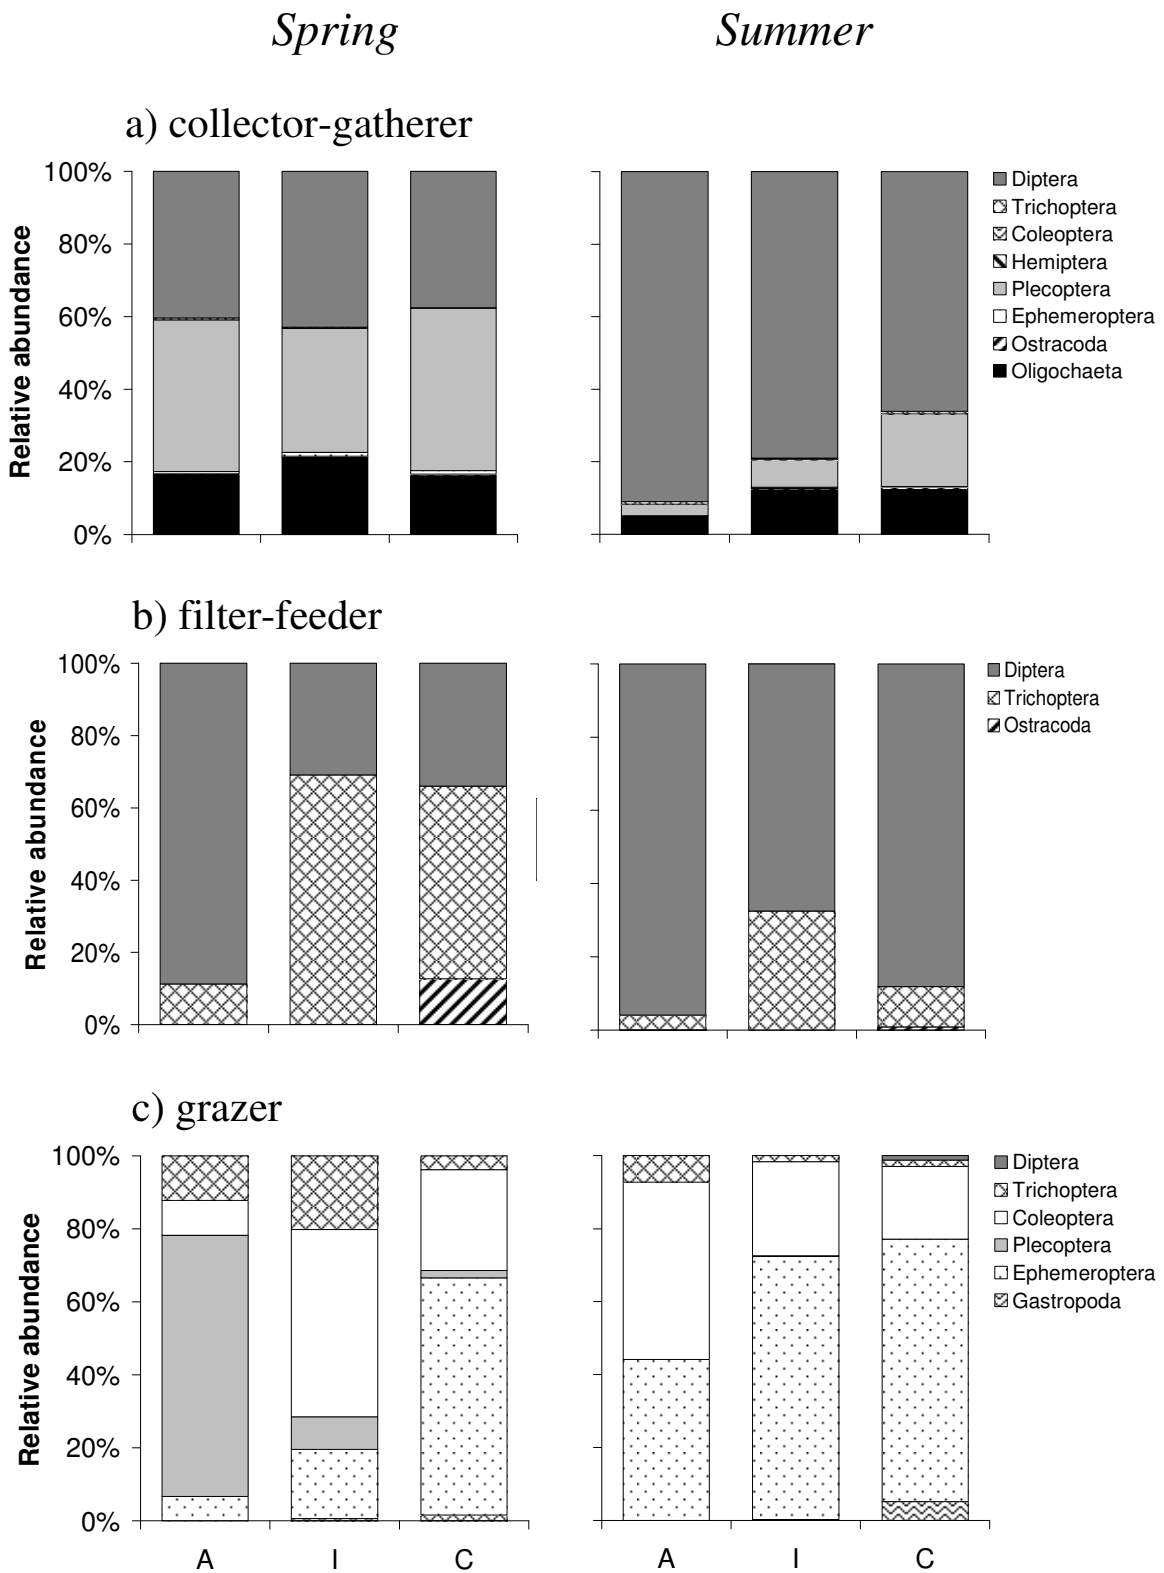 Spring Summer
a) collector-gatherer
Relative abundance
100%
80%
60%
40%
20%
0%
Diptera
Trichoptera
Coleoptera
Hemiptera
Plecoptera
Ephemeroptera
Ostracoda
Oligochaeta
b) filter-feeder
Relative abundance
100%
80%
60%
40%
20%
0%
Diptera
Trichoptera
Ostracoda
c) grazer
Relative abundance
100%
80%
60%
40%
20%
0%
Diptera
Trichoptera
Coleoptera
Plecoptera
Ephemeroptera
Gastropoda
A I C A I C